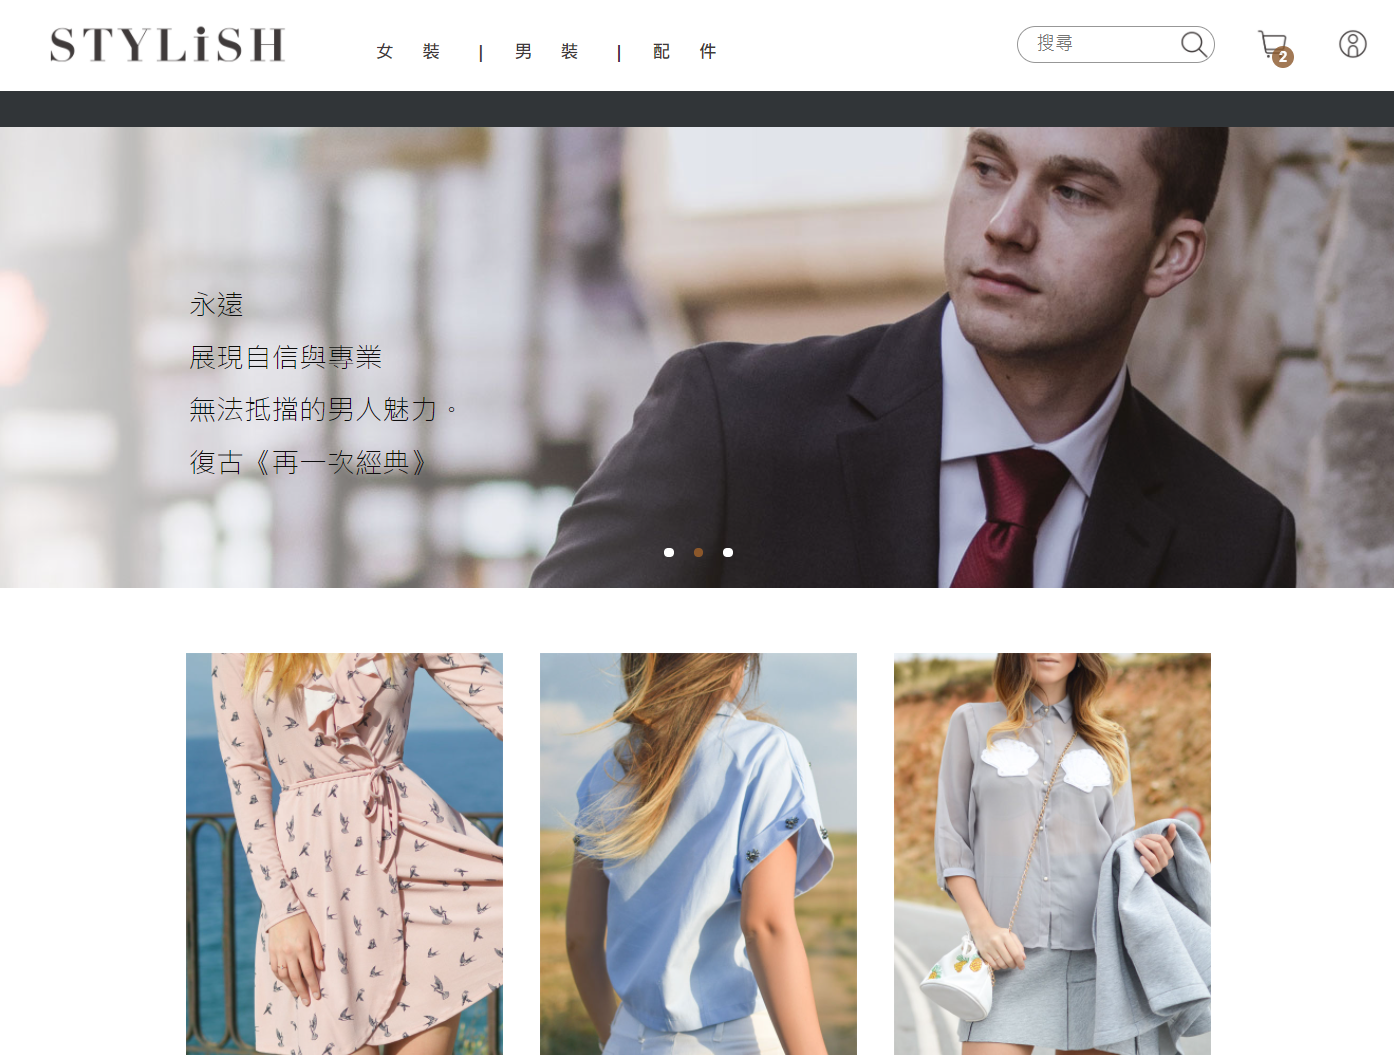 STYLiSH
女裝 | 男裝 | 配件
搜尋
2
永遠
展現自信與專業
無法抵擋的男人魅力。
復古《再一次經典》